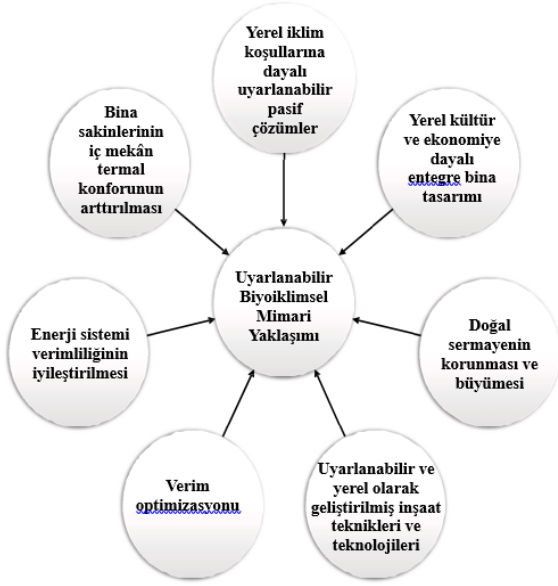 Yerel iklim
koşullarına
dayalı
uyarlanabilir
pasif
çözümler
Bina
sakinlerinin
iç mekân
termal
konforunun
arttırılması
Yerel kültür
ve ekonomiye
dayalı
entegre bina
tasarımı
Uyarlanabilir
Biyoiklimsel
Mimari
Yaklaşımı
Enerji sistemi
verimliliğinin
iyileştirilmesi
Doğal
sermayenin
korunması ve
büyümesi
Verim
optimizasyonu
Uyarlanabilir ve
yerel olarak
geliştirilmiş inşaat
teknikleri ve
teknolojileri